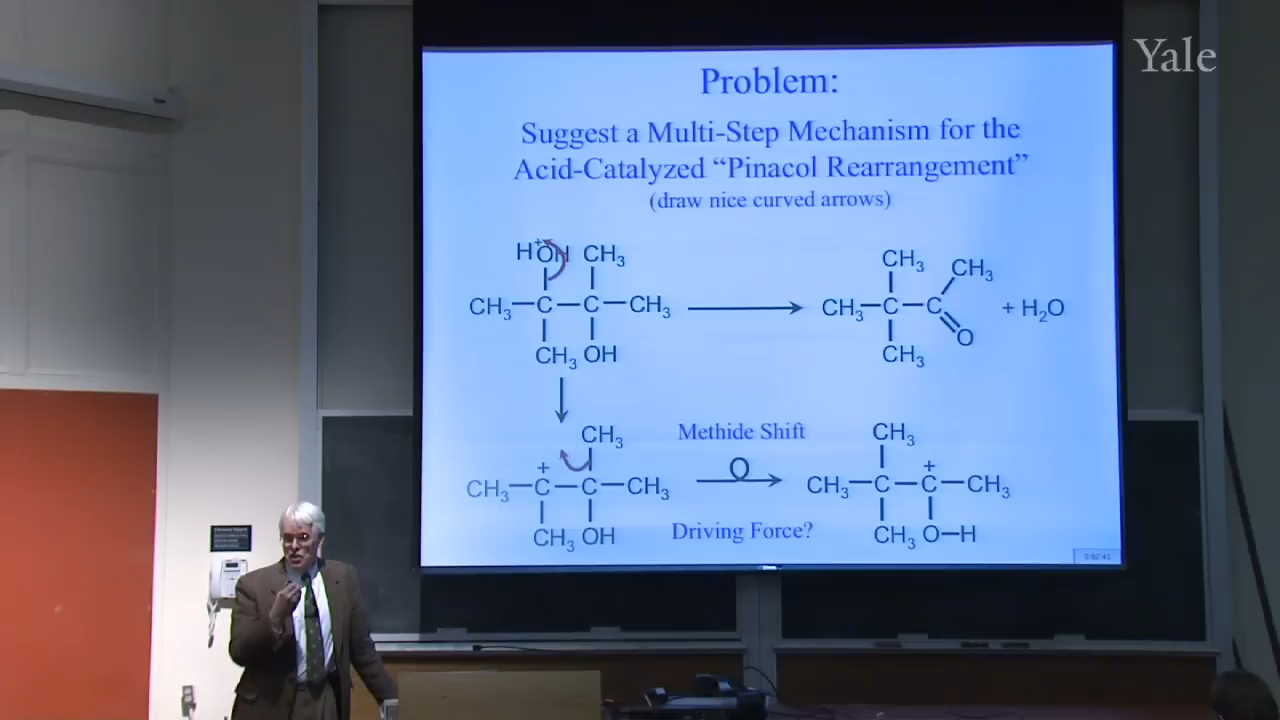 Yale
Problem:
Suggest a Multi-Step Mechanism for the
Acid-Catalyzed “Pinacol Rearrangement”
(draw nice curved arrows)
H + OH CH3
CH3 — C — C — CH3
CH3 OH
CH3 CH3
CH3 — C — C
O
CH3
+ H2O
CH3 Methide Shift CH3
+ +
CH3 — C — C — CH3
CH3 — C — C — CH3
CH3 OH Driving Force? CH3 O—H